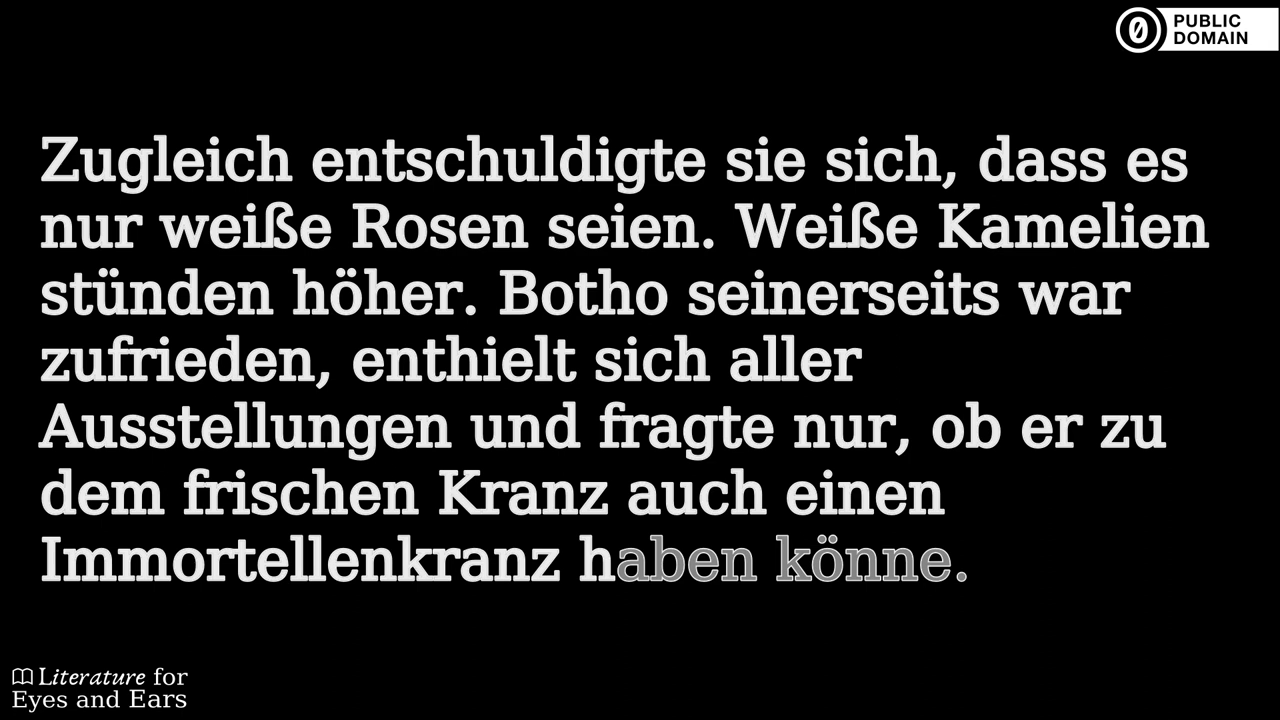 PUBLIC
DOMAIN
Zugleich entschuldigte sie sich, dass es
nur weiße Rosen seien. Weiße Kamelien
stünden höher. Botho seinerseits war
zufrieden, enthielt sich aller
Ausstellungen und fragte nur, ob er zu
dem frischen Kranz auch einen
Immortellenkranz haben könne.
Literature for
Eyes and Ears